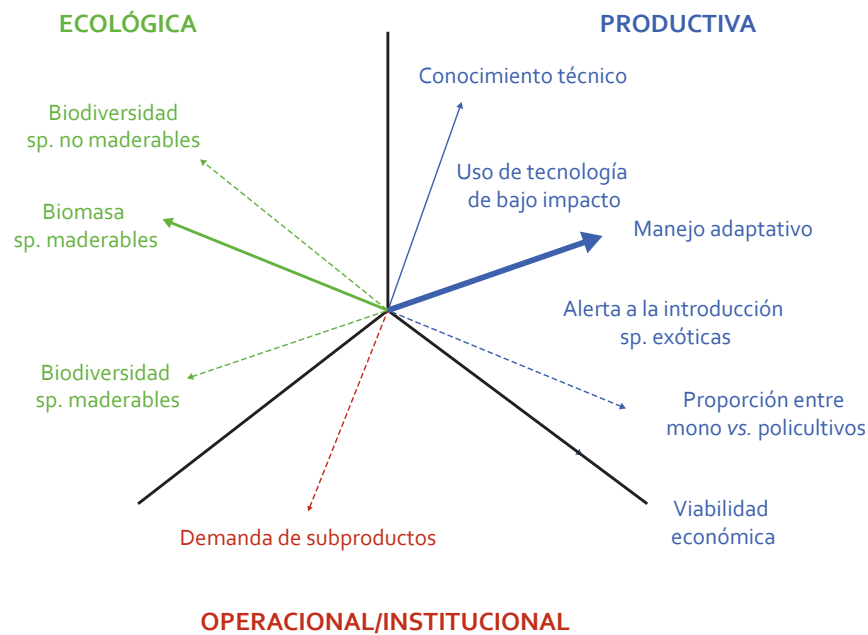 ECOLÓGICA
PRODUCTIVA
Conocimiento técnico
Biodiversidad
sp. no maderables
Uso de tecnología
de bajo impacto
Biomasa
sp. maderables
Manejo adaptativo
Alerta a la introducción
sp. exóticas
Biodiversidad
sp. maderables
Proporción entre
mono vs. policultivos
Viabilidad
económica
Demanda de subproductos
OPERACIONAL/INSTITUCIONAL